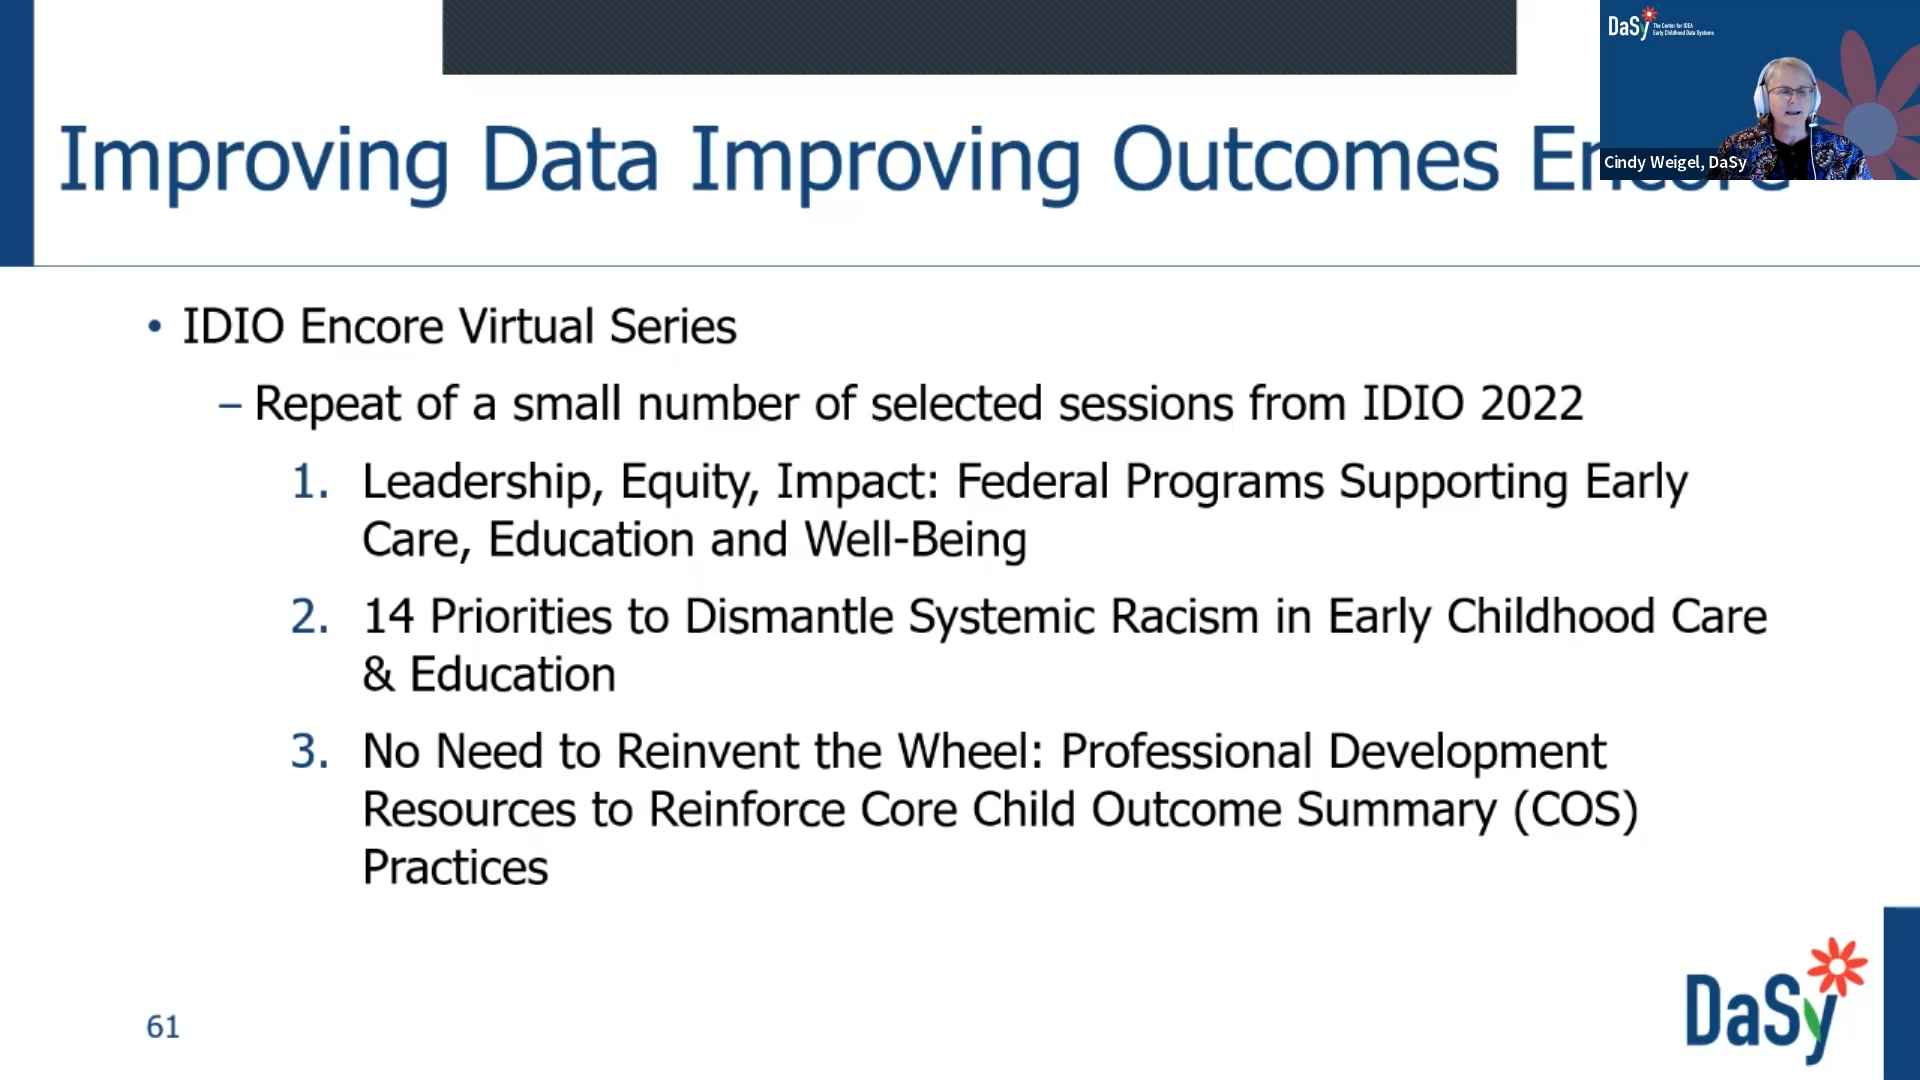 Improving Data Improving Outcomes Encore
DaSy The Center for IDEA
Early Childhood Data Systems
Cindy Weigel, DaSy
• IDIO Encore Virtual Series
– Repeat of a small number of selected sessions from IDIO 2022
1. Leadership, Equity, Impact: Federal Programs Supporting Early
Care, Education and Well-Being
2. 14 Priorities to Dismantle Systemic Racism in Early Childhood Care
& Education
3. No Need to Reinvent the Wheel: Professional Development
Resources to Reinforce Core Child Outcome Summary (COS)
Practices
61
DaSy